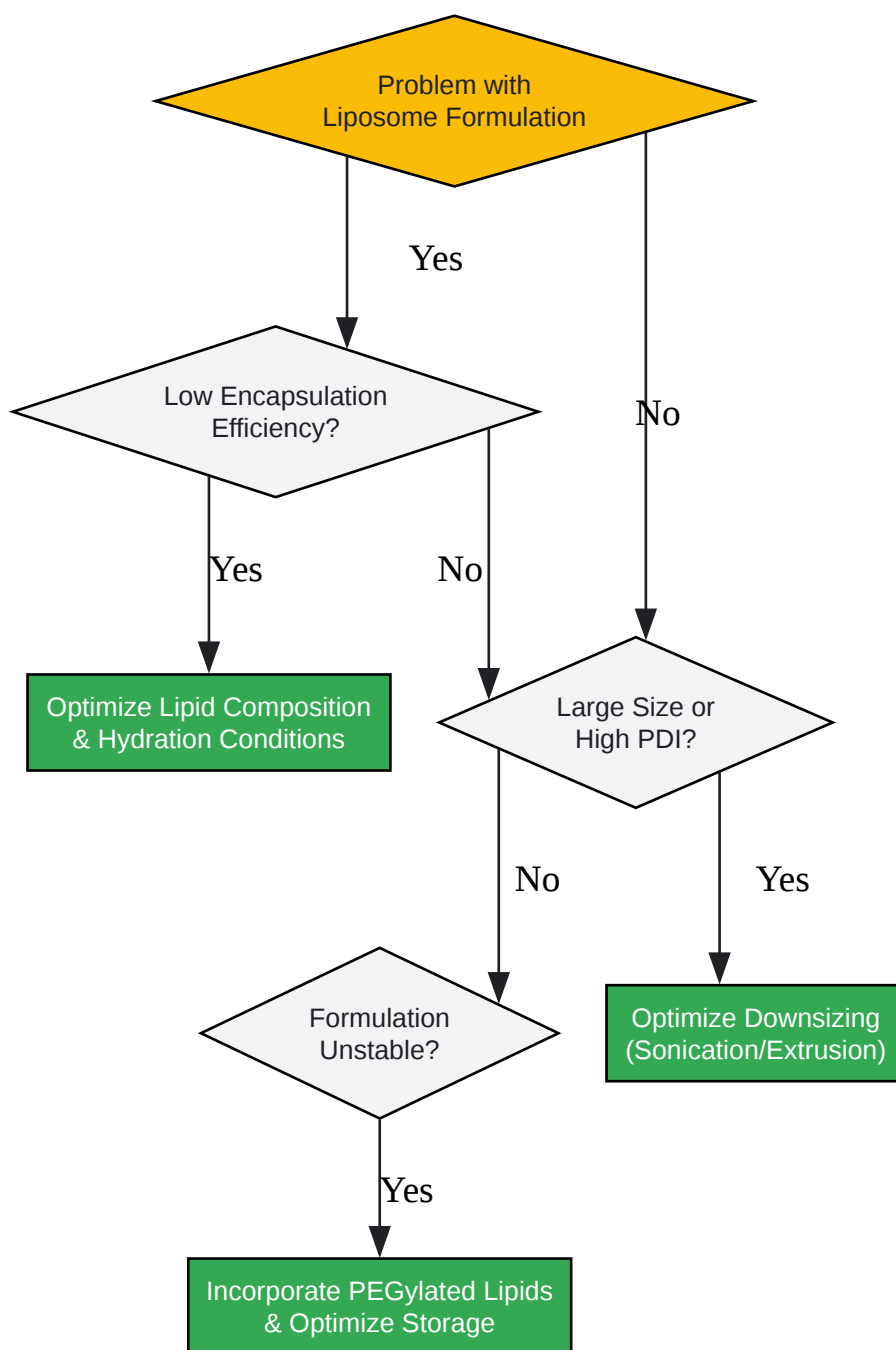 Problem with
Liposome Formulation
Yes
Low Encapsulation
Efficiency?
No
Yes
No
Optimize Lipid Composition
& Hydration Conditions
Large Size or
High PDI?
No
Yes
Formulation
Unstable?
Optimize Downsizing
(Sonication/Extrusion)
Yes
Incorporate PEGylated Lipids
& Optimize Storage